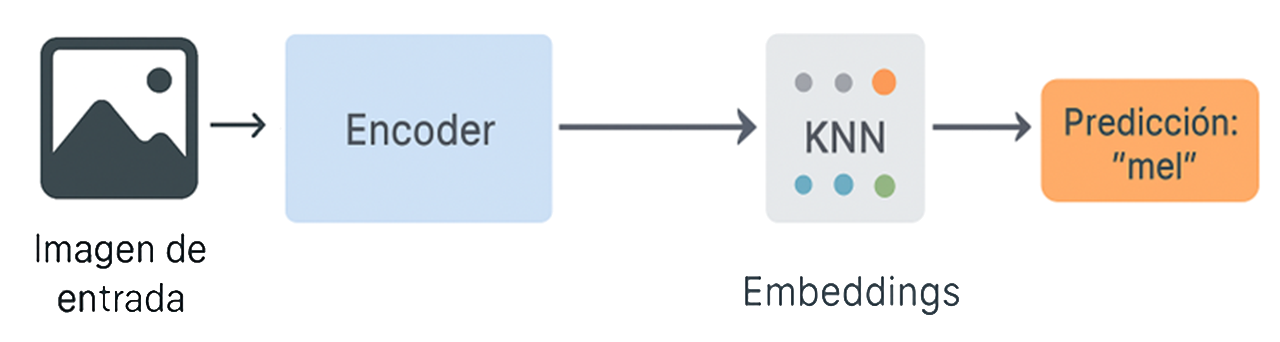 Imagen de
entrada
Encoder
KNN
Embeddings
Predicción:
"mel"